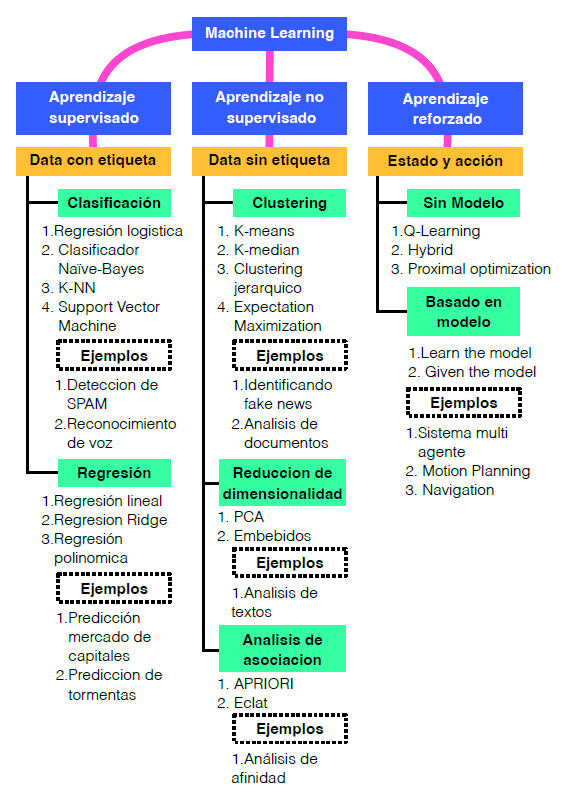 Machine Learning
Aprendizaje
supervisado
Data con etiqueta
Clasificación
1.Regresión logistica
2. Clasificador
Naïve-Bayes
3. K-NN
4. Support Vector
Machine
Ejemplos
1.Deteccion de
SPAM
2.Reconocimiento
de voz
Regresión
1.Regresión lineal
2.Regresion Ridge
3.Regresión
polinomica
Ejemplos
1.Predicción
mercado de
capitales
2.Prediccion de
tormentas
Aprendizaje no
supervisado
Data sin etiqueta
Clustering
1. K-means
2. K-median
3. Clustering
jerarquico
4. Expectation
Maximization
Ejemplos
1.Identificando
fake news
2.Analisis de
documentos
Reduccion de
dimensionalidad
1. PCA
2. Embebidos
Ejemplos
1.Analisis de
textos
Analisis de
asociacion
1. APRIORI
2. Eclat
Ejemplos
1.Análisis de
afinidad
Aprendizaje
reforzado
Estado y acción
Sin Modelo
1.Q-Learning
2. Hybrid
3. Proximal optimization
Basado en
modelo
1.Learn the model
2. Given the model
Ejemplos
1.Sistema multi
agente
2. Motion Planning
3. Navigation